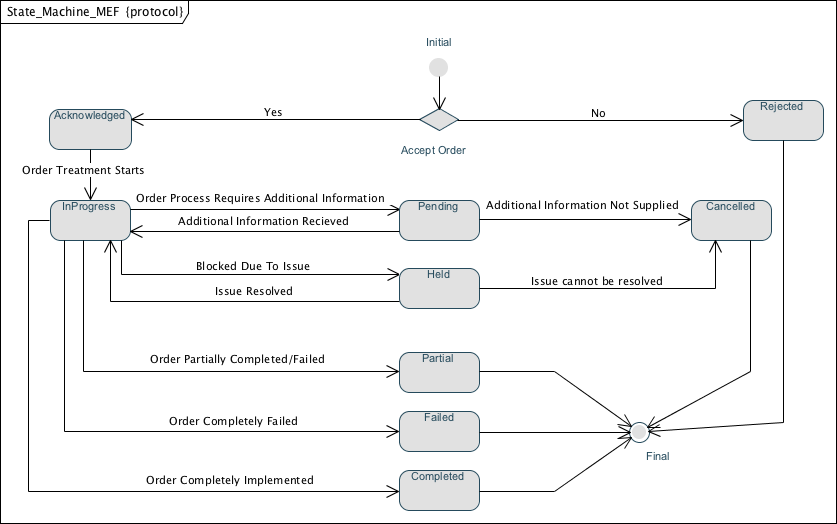 State_Machine_MEF {protocol}
Initial
Acknowledged
Yes
No
Rejected
Accept Order
Order Treatment Starts
InProgress
Order Process Requires Additional Information
Pending
Additional Information Not Supplied
Cancelled
Additional Information Recieved
Blocked Due To Issue
Held
Issue Resolved
Issue cannot be resolved
Order Partially Completed/Failed
Partial
Order Completely Failed
Failed
Final
Order Completely Implemented
Completed